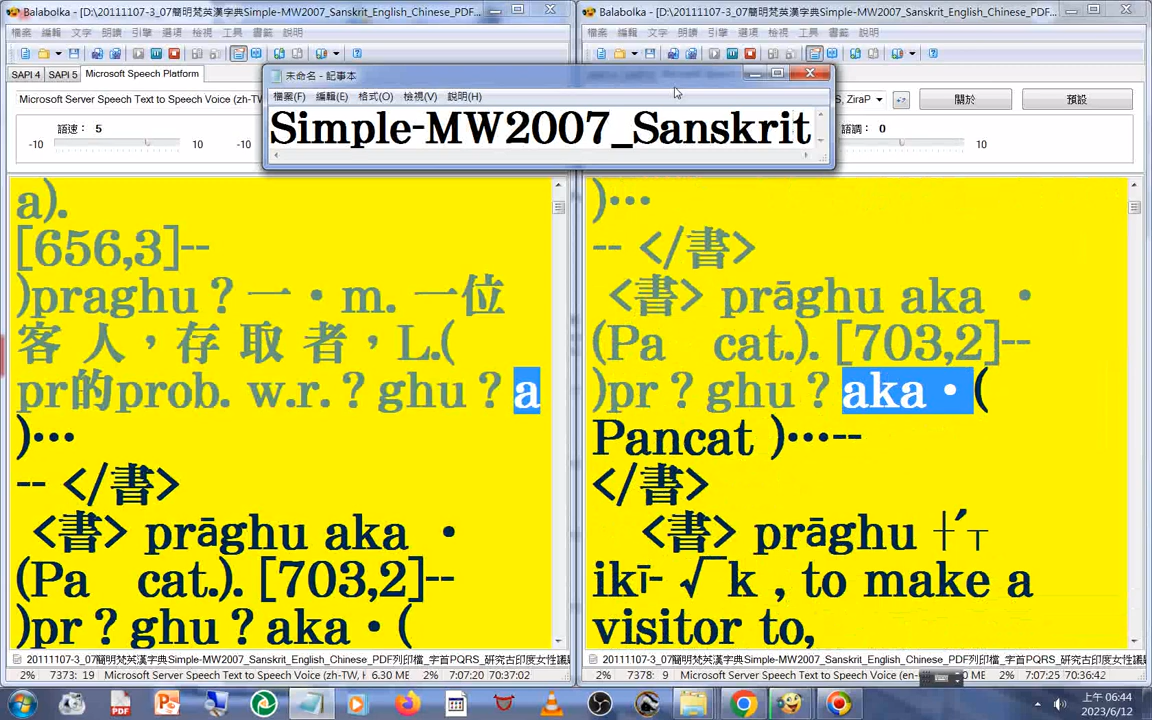 Balabolka - [D:\20111107-3_07簡明梵英漢字典Simple-MW2007_Sanskrit_English_Chinese_PDF...
檔案 編輯 文字 朗讀 引擎 選項 檢視 工具 書籤 說明
SAPI 4 SAPI 5 Microsoft Speech Platform
Microsoft Server Speech Text to Speech Voice (zh-TW,
語速： 5
-10 10 -10
a).
[656,3]--
)praghu？一•m. 一位
客 人，存 取 者，L.(
pr的prob. w.r.？ghu？a
)…
-- </書>
<書> prāghu aka •
(Pa cat.). [703,2]--
)pr？ghu？aka•(
20111107-3_07簡明梵英漢字典Simple-MW2007_Sanskrit_English_Chinese_PDF列印檔_字首PQRS_研究古印度女性議題
2% 7373: 19 Microsoft Server Speech Text to Speech Voice (zh-TW, H 6.30 MB 2% 7:07:20 70:37:02
未命名 - 記事本
檔案(F) 編輯(E) 格式(O) 檢視(V) 說明(H)
Simple-MW2007_Sanskrit
Balabolka - [D:\20111107-3_07簡明梵英漢字典Simple-MW2007_Sanskrit_English_Chinese_PDF...
檔案 編輯 文字 朗讀 引擎 選項 檢視 工具 書籤 說明
SP, ZiraP 關於 預設
語調： 0
10
)…
-- </書>
<書> prāghu aka •
(Pa cat.). [703,2]--
)pr？ghu？aka•(
Pancat )…--
</書>
<書> prāghu
ikī- √k , to make a
visitor to,
20111107-3_07簡明梵英漢字典Simple-MW2007_Sanskrit_English_Chinese_PDF列印檔_字首PQRS_研究古印度女性議題
2% 7378: 9 Microsoft Server Speech Text to Speech 2% 7:07:25 70:36:42
上午 06:44
2023/6/12